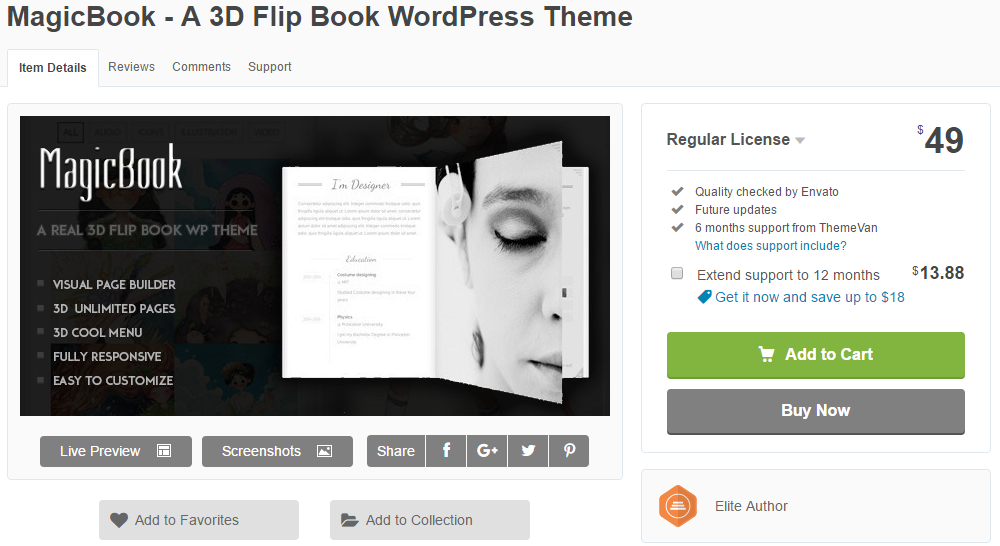 MagicBook - A 3D Flip Book WordPress Theme
Item Details
Reviews
Comments
Support
ALL
AUDIO
ICONS
ILLUSTRATOR
VIDEO
MagicBook
A REAL 3D FLIP BOOK WP THEME
VISUAL PAGE BUILDER
3D UNLIMITED PAGES
3D COOL MENU
FULLY RESPONSIVE
EASY TO CUSTOMIZE
I'm Designer
Education
Costume designing
Physics
Live Preview
Screenshots
Share
Add to Favorites
Add to Collection
Regular License
$49
Quality checked by Envato
Future updates
6 months support from ThemeVan
What does support include?
Extend support to 12 months
$13.88
Get it now and save up to $18
Add to Cart
Buy Now
Elite Author